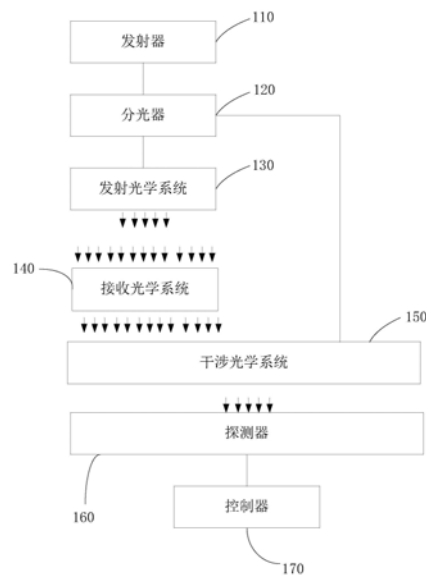 发射器
110
分光器
120
发射光学系统
130
140
接收光学系统
150
干涉光学系统
探测器
160
控制器
170